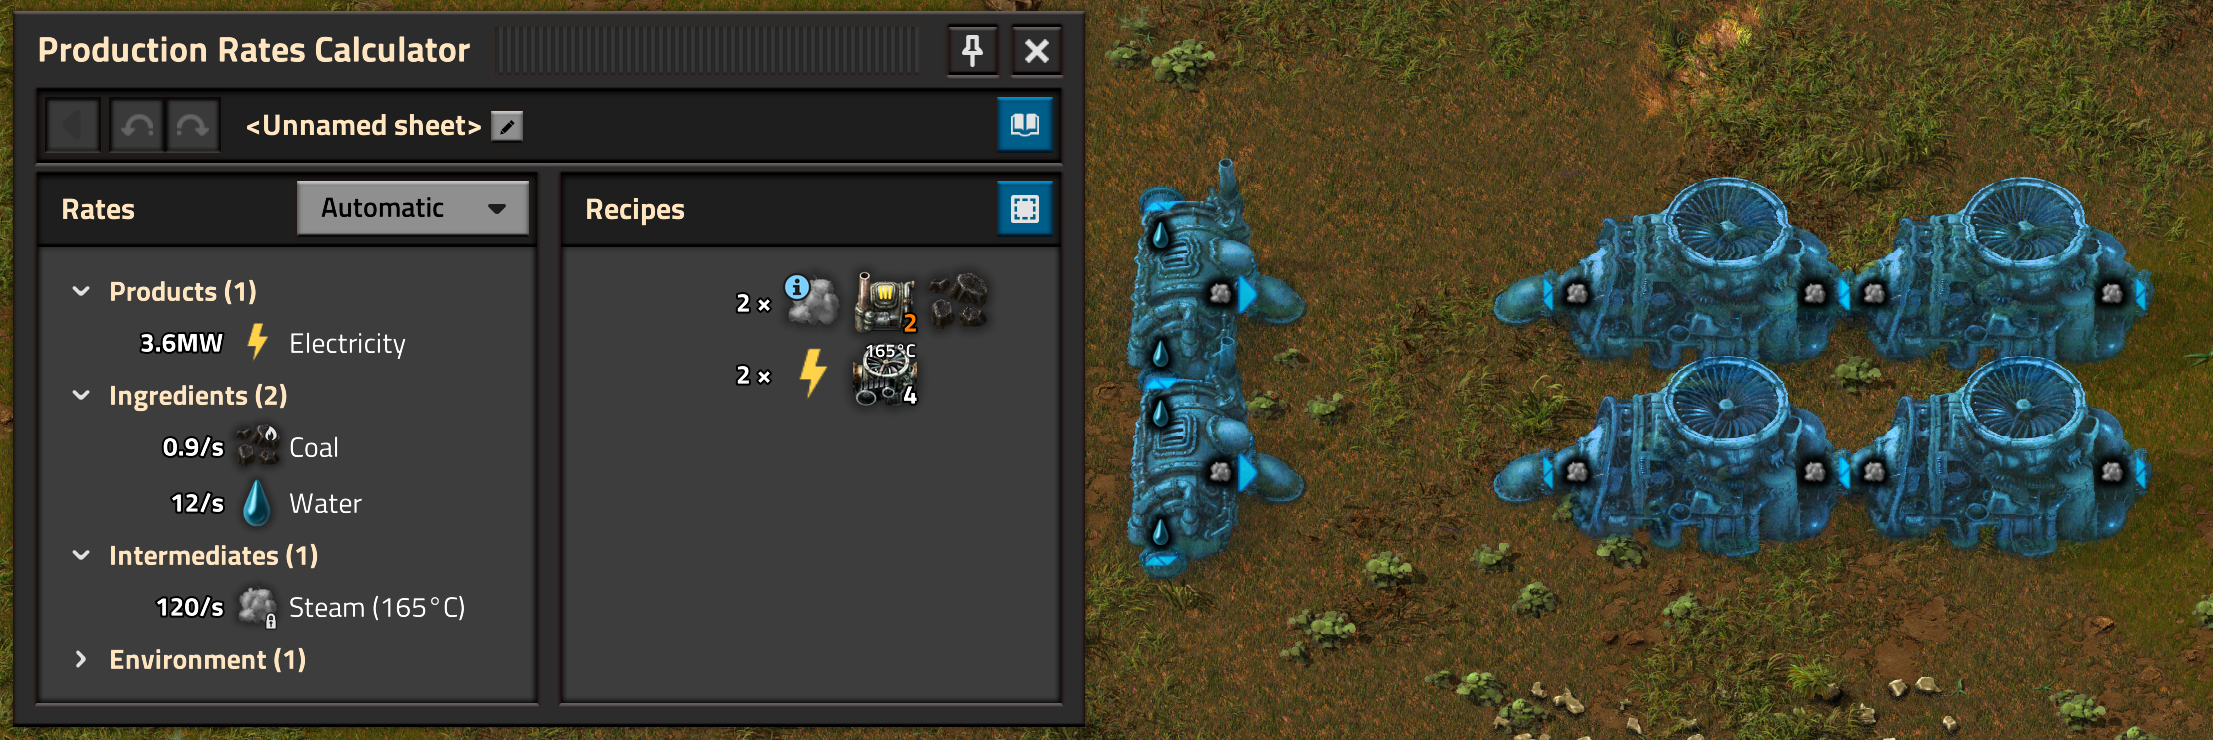 Production Rates Calculator
<Unnamed sheet>
Rates
Automatic
Recipes
Products (1)
3.6MW Electricity
Ingredients (2)
0.9/s Coal
12/s Water
Intermediates (1)
120/s Steam (165°C)
Environment (1)
2 ×
2
2 ×
165°C
4